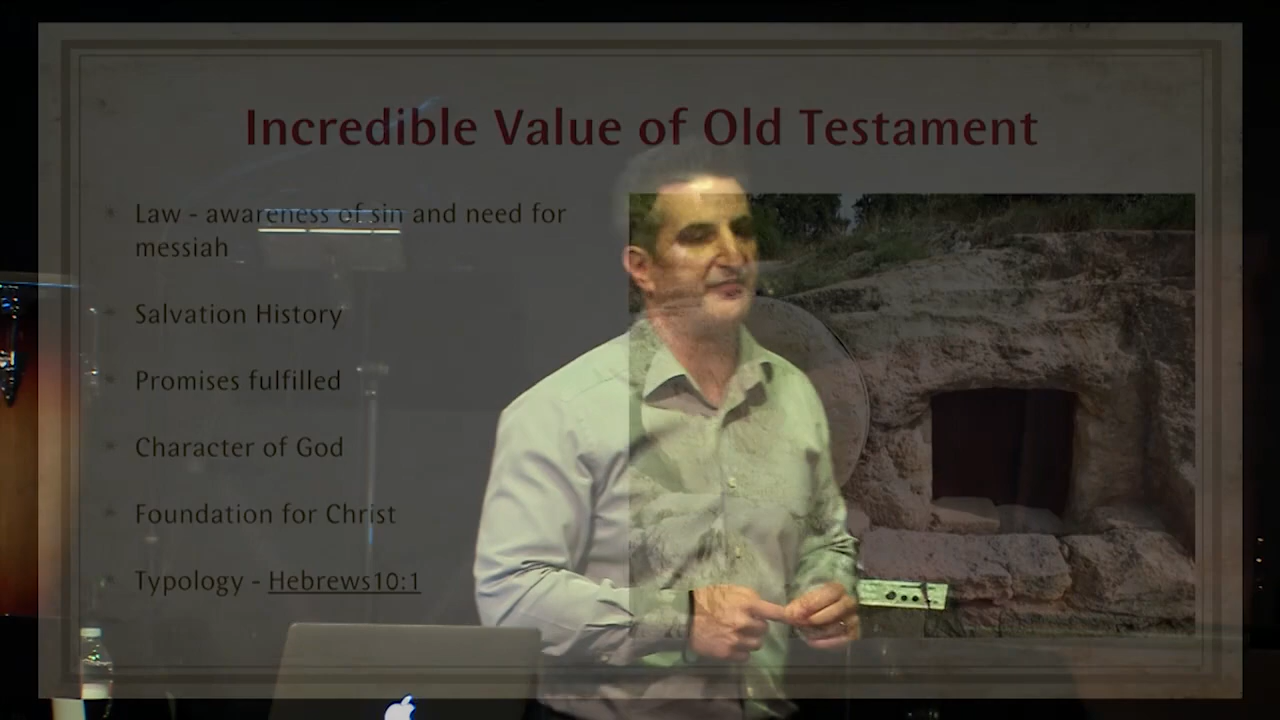 Incredible Value of Old Testament
Law - awareness of sin and need for
messiah
Salvation History
Promises fulfilled
Character of God
Foundation for Christ
Typology - Hebrews10:1